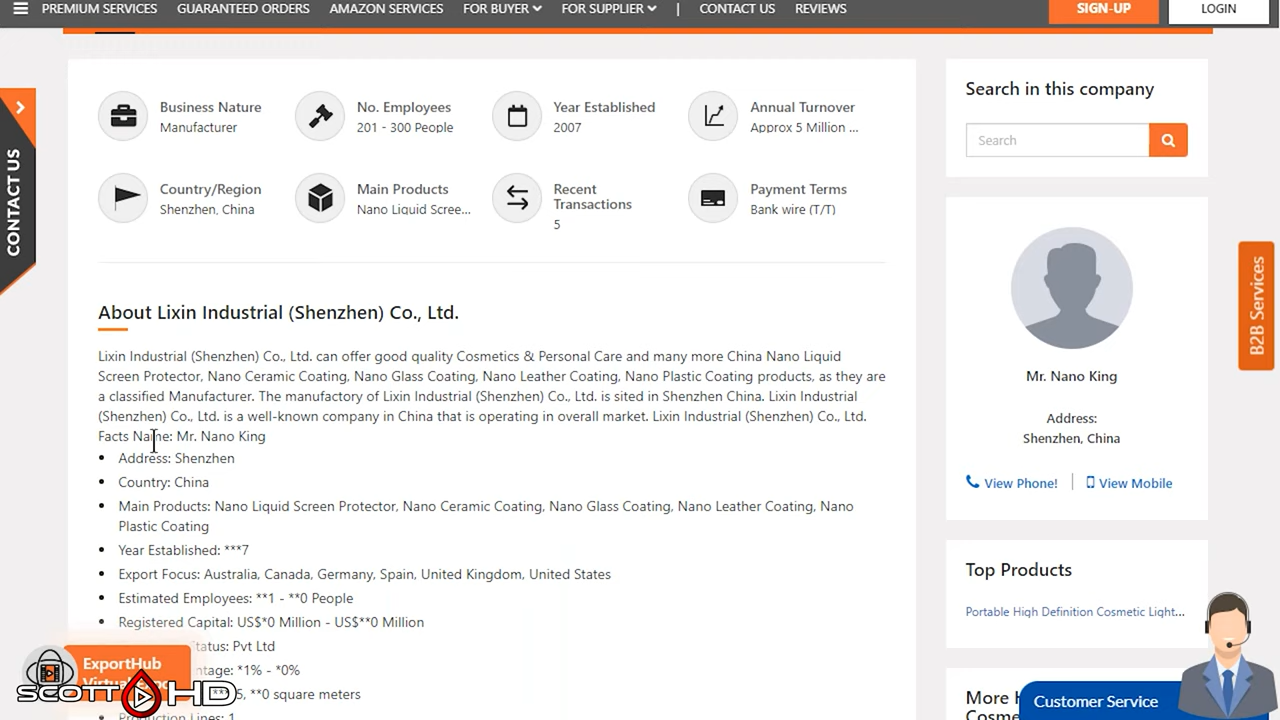 PREMIUM SERVICES GUARANTEED ORDERS AMAZON SERVICES FOR BUYER FOR SUPPLIER | CONTACT US REVIEWS SIGN-UP LOGIN
CONTACT US
Business Nature
Manufacturer
No. Employees
201 - 300 People
Year Established
2007
Annual Turnover
Approx 5 Million ...
Country/Region
Shenzhen, China
Main Products
Nano Liquid Scree...
Recent
Transactions
5
Payment Terms
Bank wire (T/T)
About Lixin Industrial (Shenzhen) Co., Ltd.
Lixin Industrial (Shenzhen) Co., Ltd. can offer good quality Cosmetics & Personal Care and many more China Nano Liquid
Screen Protector, Nano Ceramic Coating, Nano Glass Coating, Nano Leather Coating, Nano Plastic Coating products, as they are
a classified Manufacturer. The manufactory of Lixin Industrial (Shenzhen) Co., Ltd. is sited in Shenzhen China. Lixin Industrial
(Shenzhen) Co., Ltd. is a well-known company in China that is operating in overall market. Lixin Industrial (Shenzhen) Co., Ltd.
Facts Name: Mr. Nano King
• Address: Shenzhen
• Country: China
• Main Products: Nano Liquid Screen Protector, Nano Ceramic Coating, Nano Glass Coating, Nano Leather Coating, Nano
Plastic Coating
• Year Established: ***7
• Export Focus: Australia, Canada, Germany, Spain, United Kingdom, United States
• Estimated Employees: **1 - **0 People
• Registered Capital: US$*0 Million - US$**0 Million
Status: Pvt Ltd
*1% - *0%
5, **0 square meters
Production Lines: 1
ExportHub
SCOTT HD
Search in this company
Search
Mr. Nano King
Address:
Shenzhen, China
View Phone! View Mobile
B2B Services
Top Products
Portable High Definition Cosmetic Light...
More
Customer Service